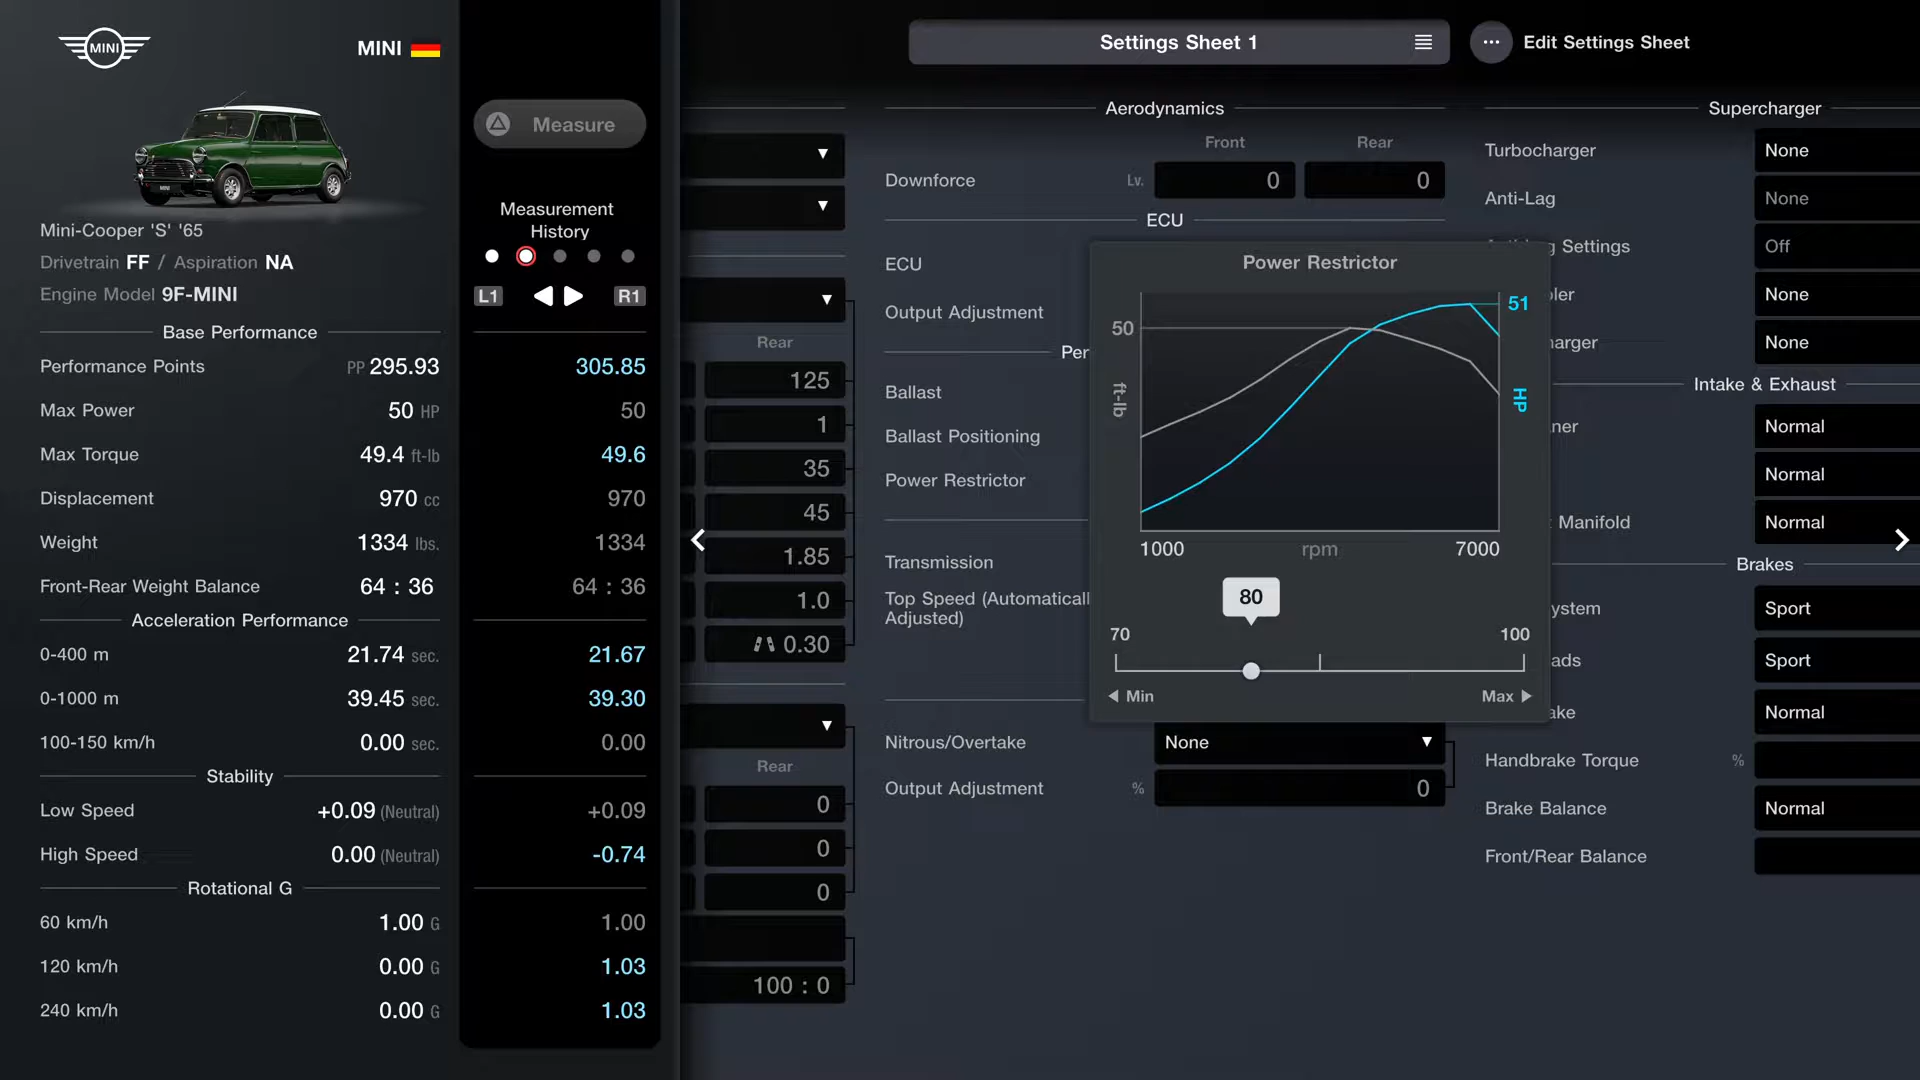 MINI
MINI
Mini-Cooper 'S' '65
Drivetrain FF / Aspiration NA
Engine Model 9F-MINI
Base Performance
Performance Points PP 295.93 305.85
Max Power 50 HP 50
Max Torque 49.4 ft-lb 49.6
Displacement 970 cc 970
Weight 1334 lbs. 1334
Front-Rear Weight Balance 64 : 36 64 : 36
Acceleration Performance
0-400 m 21.74 sec. 21.67
0-1000 m 39.45 sec. 39.30
100-150 km/h 0.00 sec. 0.00
Stability
Low Speed +0.09 (Neutral) +0.09
High Speed 0.00 (Neutral) -0.74
Rotational G
60 km/h 1.00 G 1.00
120 km/h 0.00 G 1.03
240 km/h 0.00 G 1.03
Measure
Measurement
History
L1 R1
Rear
125
1
35
45
1.85
1.0
0.30
Rear
0
0
0
100 : 0
Settings Sheet 1
Edit Settings Sheet
Aerodynamics
Front Rear
Downforce Lv. 0 0
ECU
ECU
Output Adjustment
Per
Ballast
Ballast Positioning
Power Restrictor
Transmission
Top Speed (Automaticall
Adjusted)
Nitrous/Overtake None
Output Adjustment % 0
Power Restrictor
50 51
ft-lb HP
1000 rpm 7000
80
70 100
Min Max
Supercharger
Turbocharger None
Anti-Lag None
Settings Off
ler None
harger None
Intake & Exhaust
ner Normal
Normal
Manifold Normal
Brakes
ystem Sport
ads Sport
ake Normal
Handbrake Torque %
Brake Balance Normal
Front/Rear Balance